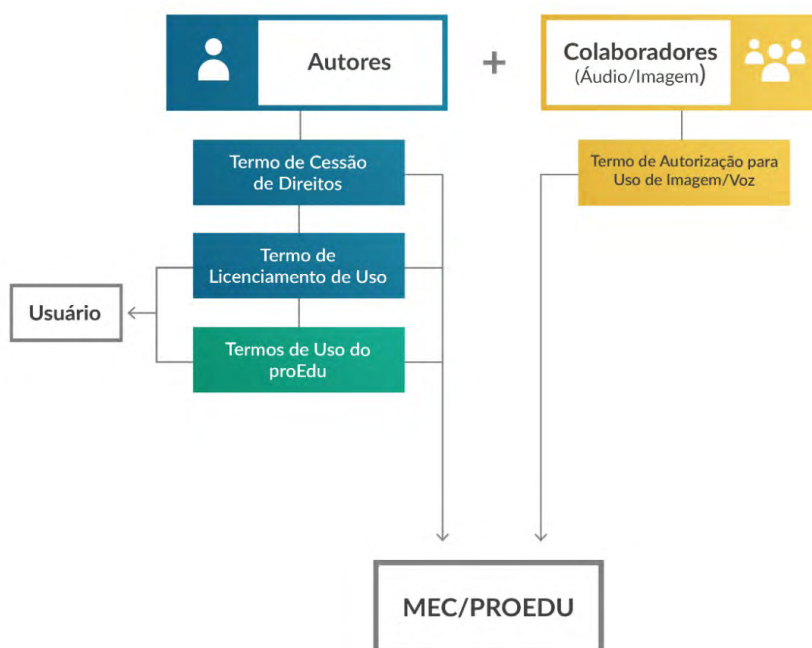 Autores
+
Colaboradores
(Áudio/Imagem)
Termo de Cessão
de Direitos
Termo de Autorização para
Uso de Imagem/Voz
Termo de
Licenciamento de Uso
Usuário
Termos de Uso do
proEdu
MEC/PROEDU